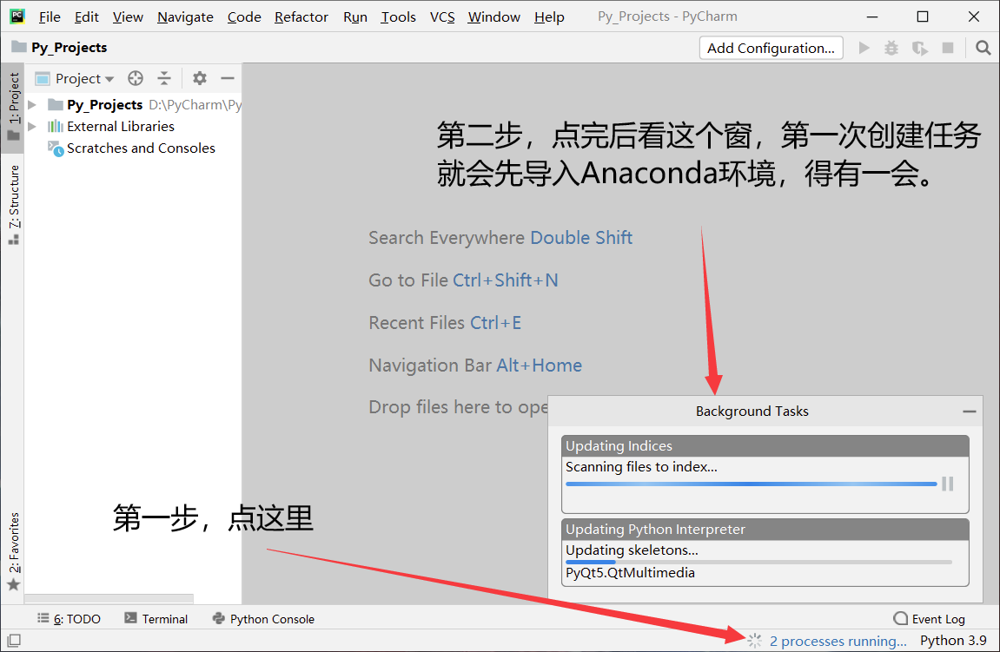 PC
File Edit View Navigate Code Refactor Run Tools VCS Window Help Py_Projects - PyCharm
Py_Projects
Add Configuration...
1: Project
Project
Py_Projects D:\PyCharm\Py
External Libraries
Scratches and Consoles
7: Structure
第二步，点完后看这个窗，第一次创建任务
就会先导入Anaconda环境，得有一会。
Search Everywhere Double Shift
Go to File Ctrl+Shift+N
Recent Files Ctrl+E
Navigation Bar Alt+Home
Drop files here to ope
Background Tasks
Updating Indices
Scanning files to index...
Updating Python Interpreter
Updating skeletons...
PyQt5.QtMultimedia
第一步，点这里
2: Favorites
6: TODO Terminal Python Console Event Log
2 processes running... Python 3.9